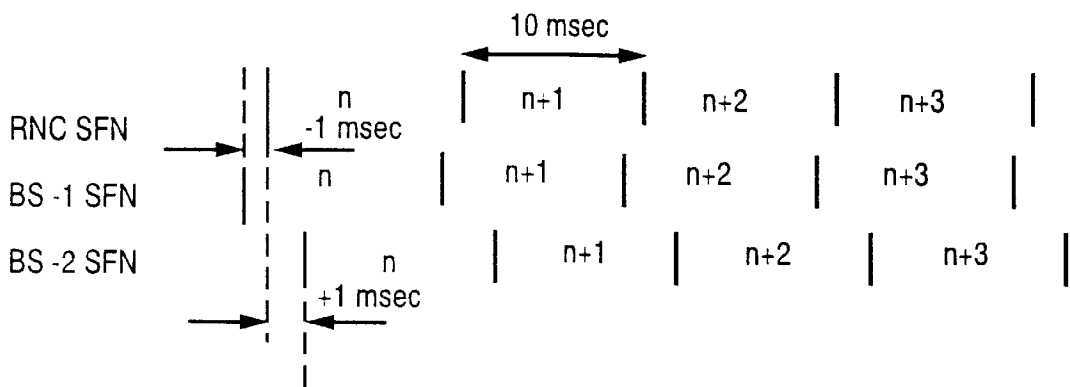 10 msec
RNC SFN n n+1 n+2 n+3
-1 msec
BS -1 SFN n n+1 n+2 n+3
BS -2 SFN n n+1 n+2 n+3
+1 msec